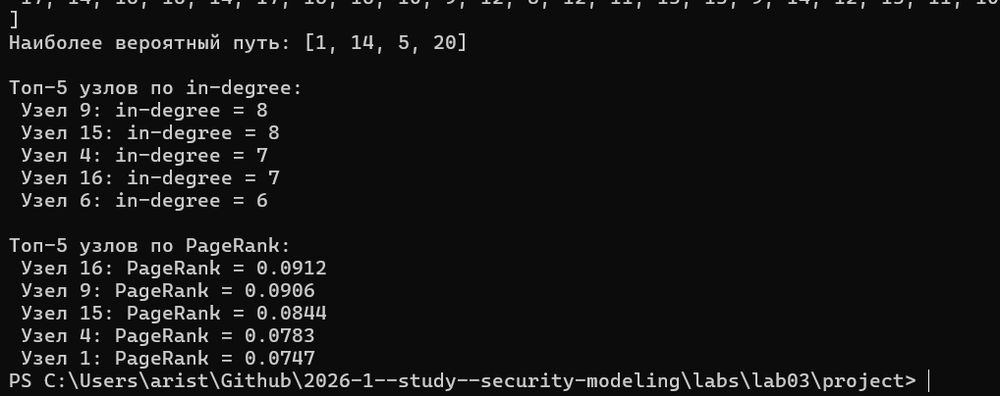 ]
Наиболее вероятный путь: [1, 14, 5, 20]
Топ-5 узлов по in-degree:
Узел 9: in-degree = 8
Узел 15: in-degree = 8
Узел 4: in-degree = 7
Узел 16: in-degree = 7
Узел 6: in-degree = 6
Топ-5 узлов по PageRank:
Узел 16: PageRank = 0.0912
Узел 9: PageRank = 0.0906
Узел 15: PageRank = 0.0844
Узел 4: PageRank = 0.0783
Узел 1: PageRank = 0.0747
PS C:\Users\arist\Github\2026-1--study--security-modeling\labs\lab03\project>